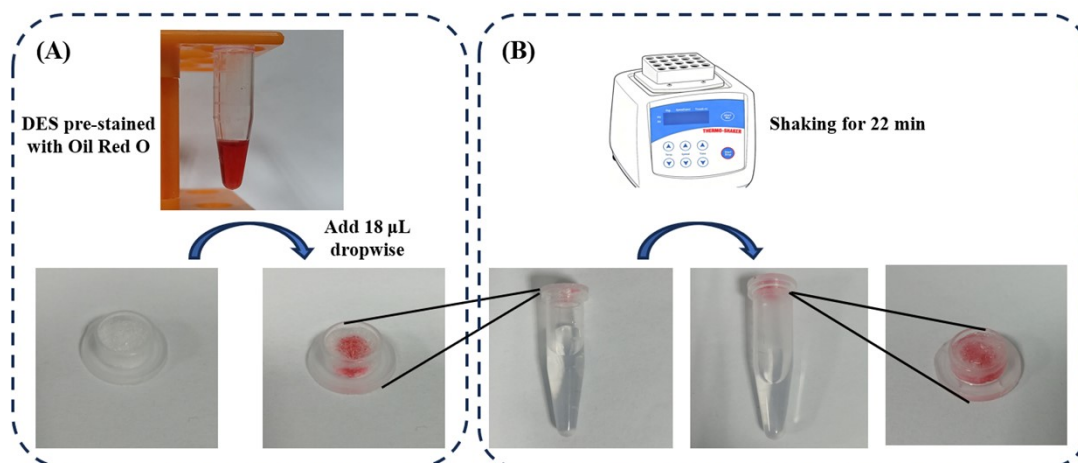 (A)
DES pre-stained
with Oil Red O
Add 18 µL
dropwise
(B)
THERMO-SHAKER
Shaking for 22 min